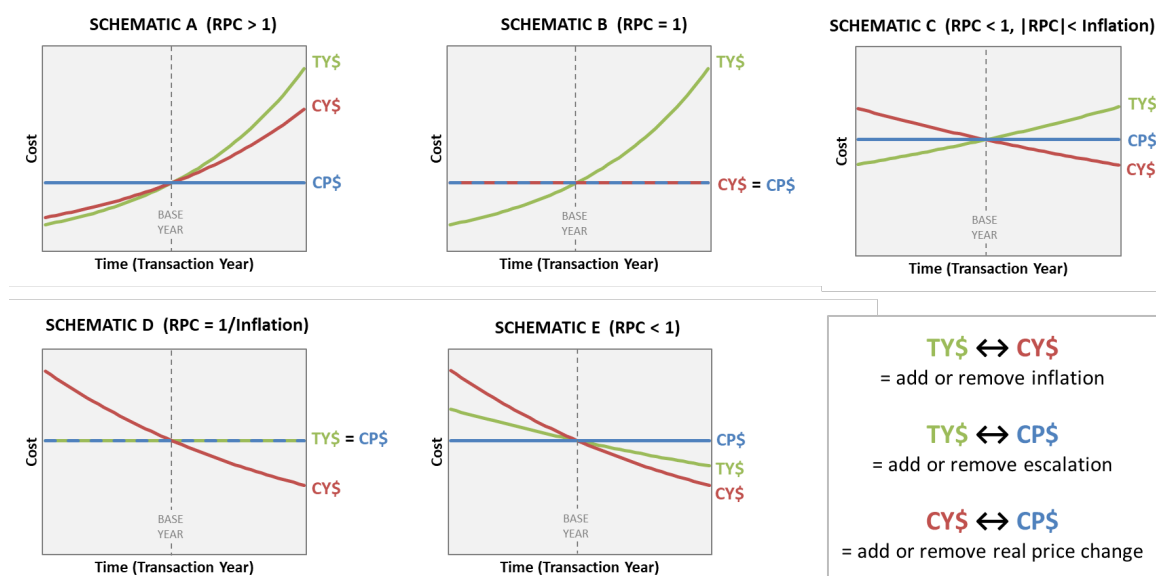 SCHEMATIC A (RPC > 1)
TY$
CY$
CP$
Cost
BASE
YEAR
Time (Transaction Year)
SCHEMATIC B (RPC = 1)
TY$
CY$ = CP$
Cost
BASE
YEAR
Time (Transaction Year)
SCHEMATIC C (RPC < 1, |RPC|< Inflation)
TY$
CP$
CY$
Cost
BASE
YEAR
Time (Transaction Year)
SCHEMATIC D (RPC = 1/Inflation)
TY$ = CP$
CY$
Cost
BASE
YEAR
Time (Transaction Year)
SCHEMATIC E (RPC < 1)
CP$
TY$
CY$
Cost
BASE
YEAR
Time (Transaction Year)
TY$ ↔ CY$
= add or remove inflation
TY$ ↔ CP$
= add or remove escalation
CY$ ↔ CP$
= add or remove real price change